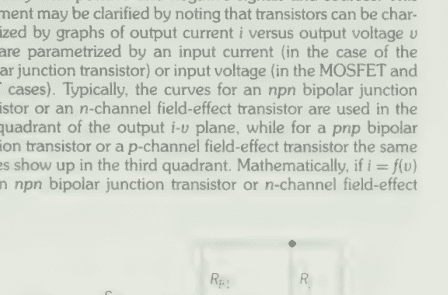 ment may be clarified by noting that transistors can be char-
ized by graphs of output current i versus output voltage v
are parametrized by an input current (in the case of the
ar junction transistor) or input voltage (in the MOSFET and
cases). Typically, the curves for an npn bipolar junction
istor or an n-channel field-effect transistor are used in the
quadrant of the output i-v plane, while for a pnp bipolar
ion transistor or a p-channel field-effect transistor the same
es show up in the third quadrant. Mathematically, if i = f(v)
n npn bipolar junction transistor or n-channel field-effect